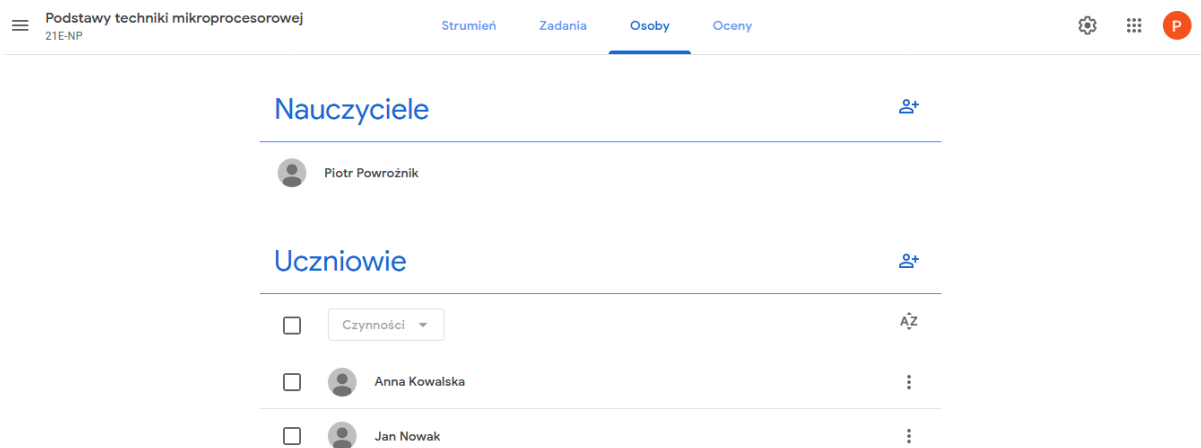 Podstawy techniki mikroprocesorowej
21E-NP
Strumień Zadania Osoby Oceny
P
Nauczyciele
Piotr Powroźnik
Uczniowie
Czynności
AZ
Anna Kowalska
Jan Nowak